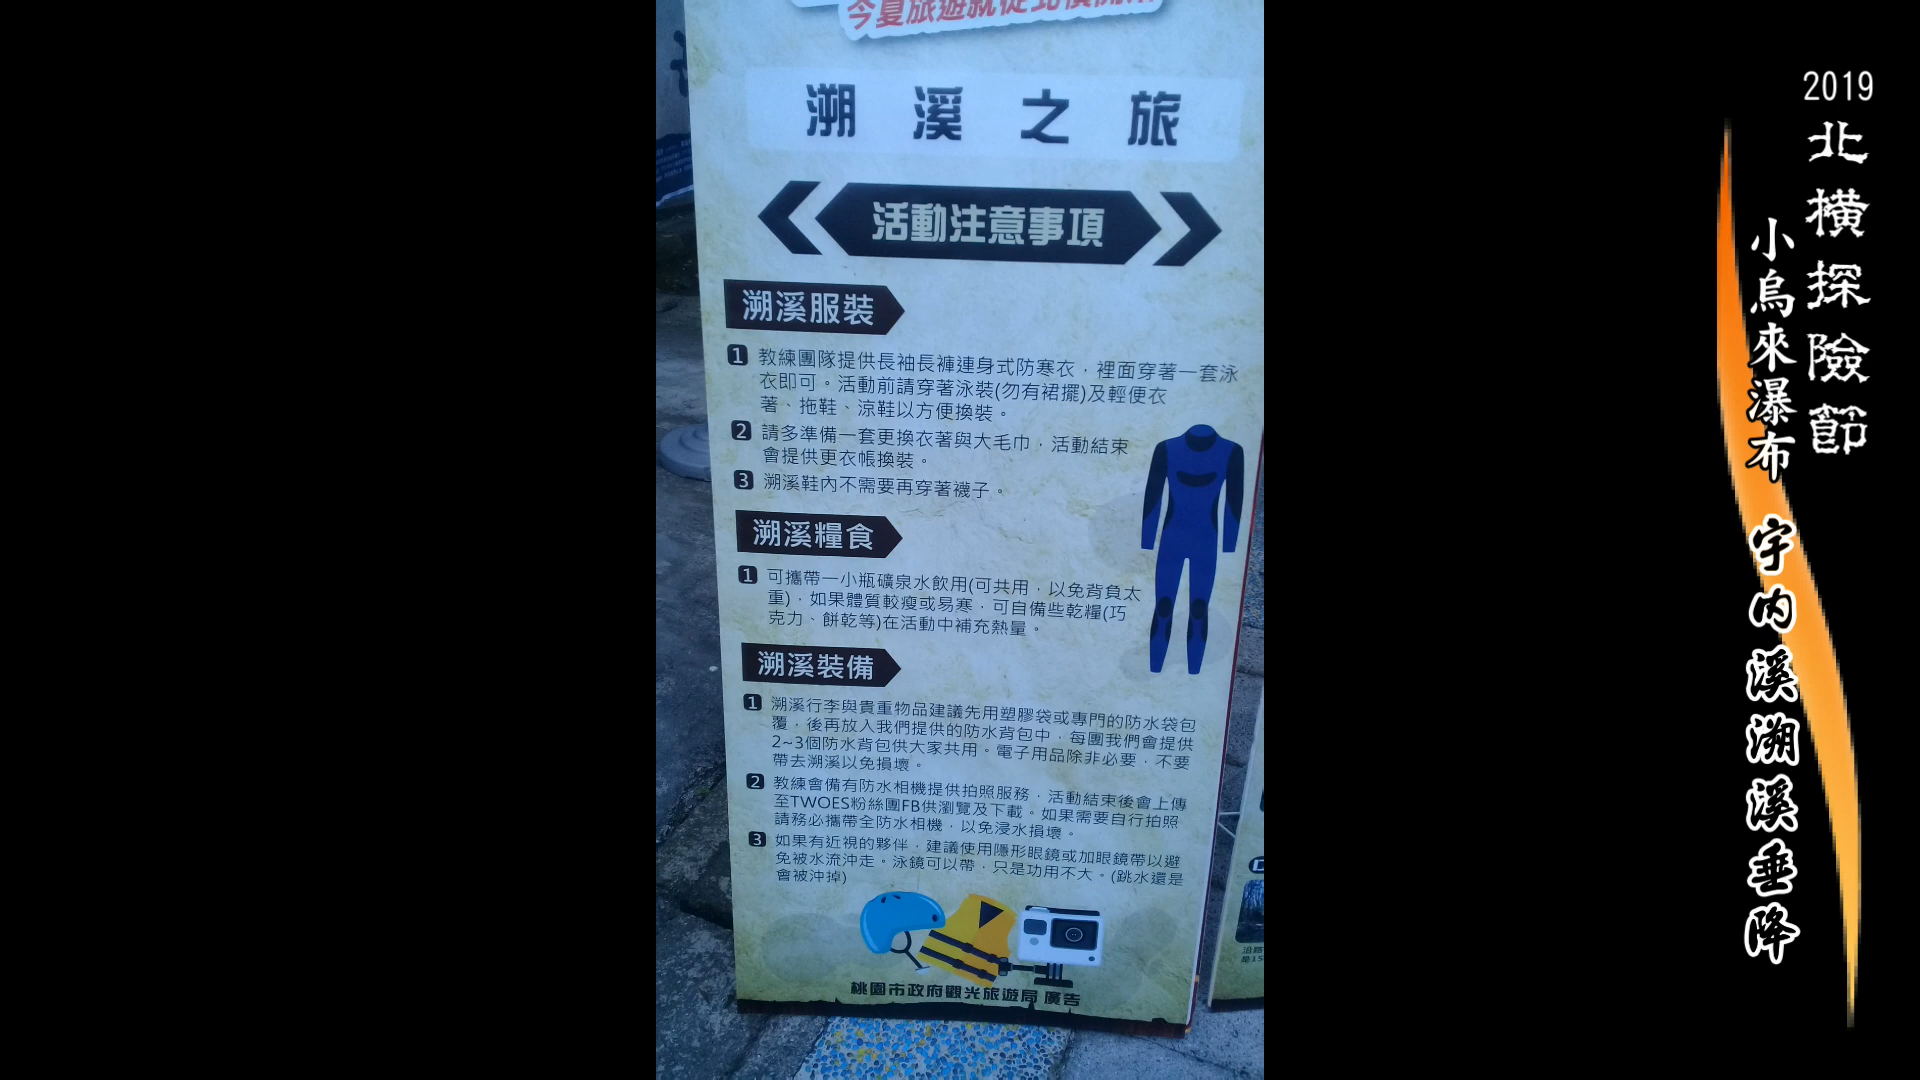 今夏旅遊就從北橫開始
溯溪之旅
活動注意事項
溯溪服裝
1 教練團隊提供長袖長褲連身式防寒衣，裡面穿著一套泳
衣即可。活動前請穿著泳裝(勿有裙擺)及輕便衣
著、拖鞋、涼鞋以方便換裝。
2 請多準備一套更換衣著與大毛巾，活動結束
會提供更衣帳換裝。
3 溯溪鞋內不需要再穿著襪子。
溯溪糧食
1 可攜帶一小瓶礦泉水飲用(可共用，以免背負太
重)，如果體質較瘦或易寒，可自備些乾糧(巧
克力、餅乾等)在活動中補充熱量。
溯溪裝備
1 溯溪行李與貴重物品建議先用塑膠袋或專門的防水袋包
覆，後再放入我們提供的防水背包中，每團我們會提供
2~3個防水背包供大家共用。電子用品除非必要，不要
帶去溯溪以免損壞。
2 教練會備有防水相機提供拍照服務，活動結束後會上傳
至TWOES粉絲團FB供瀏覽及下載。如果需要自行拍照
請務必攜帶全防水相機，以免浸水損壞。
3 如果有近視的夥伴，建議使用隱形眼鏡或加眼鏡帶以避
免被水流沖走。泳鏡可以帶，只是功用不大。(跳水還是
會被沖掉)
桃園市政府觀光旅遊局 廣告
2019
北橫探險節
小烏來瀑布 宇內溪溯溪垂降